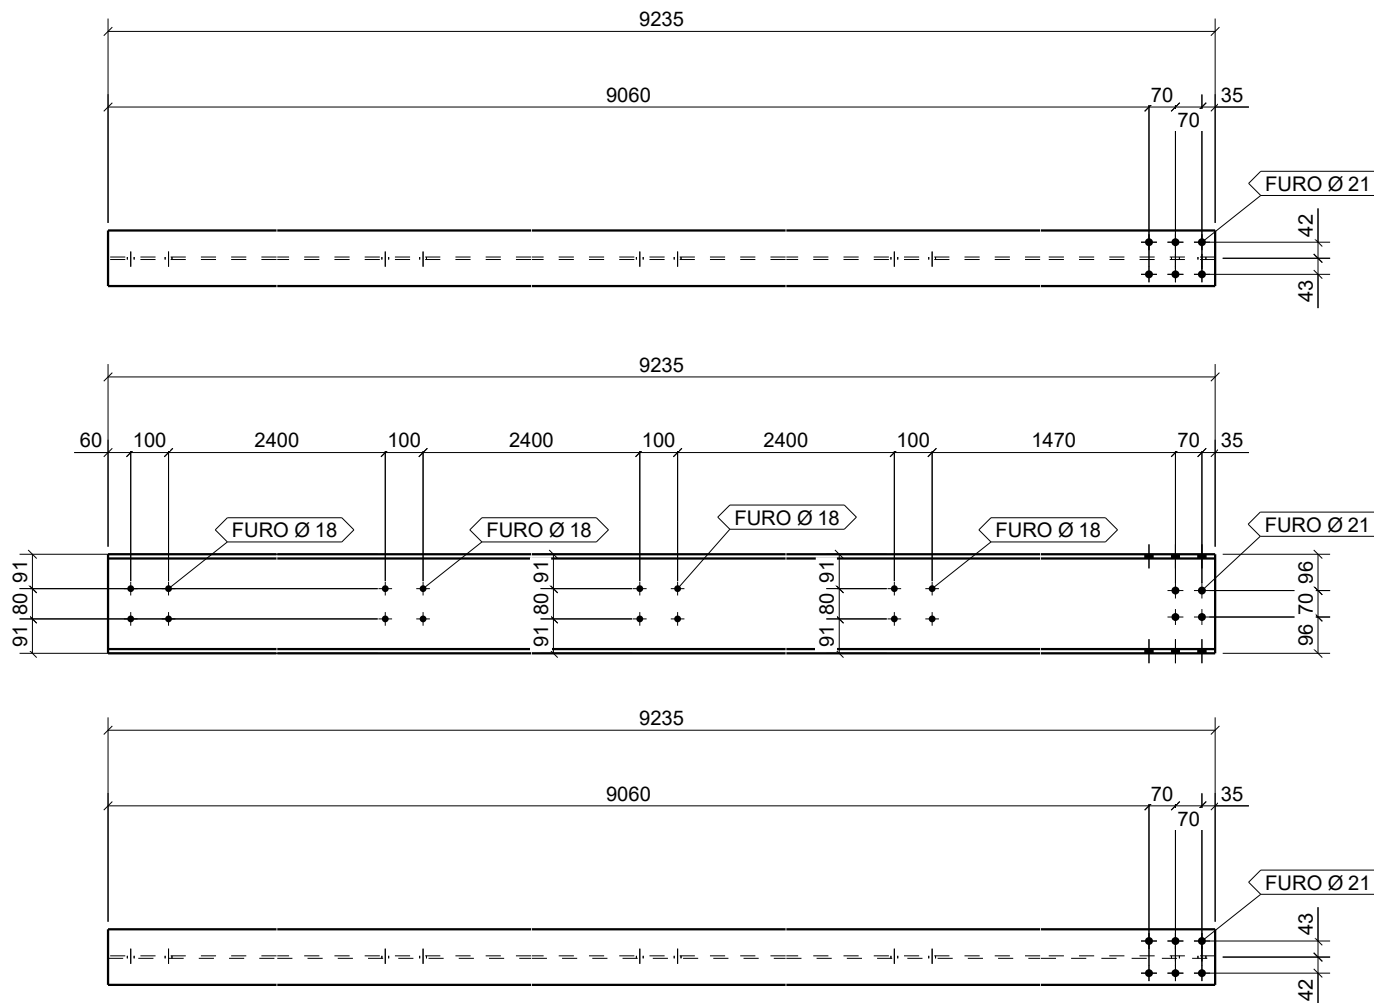 9235
9060 70 35
70
FURO Ø 21
42
43
9235
60 100 2400 100 2400 100 2400 100 1470 70 35
FURO Ø 18 FURO Ø 18 FURO Ø 18 FURO Ø 18 FURO Ø 21
91 91 91 96
80 80 80 70
91 91 91 96
9235
9060 70 35
70
FURO Ø 21
43
42